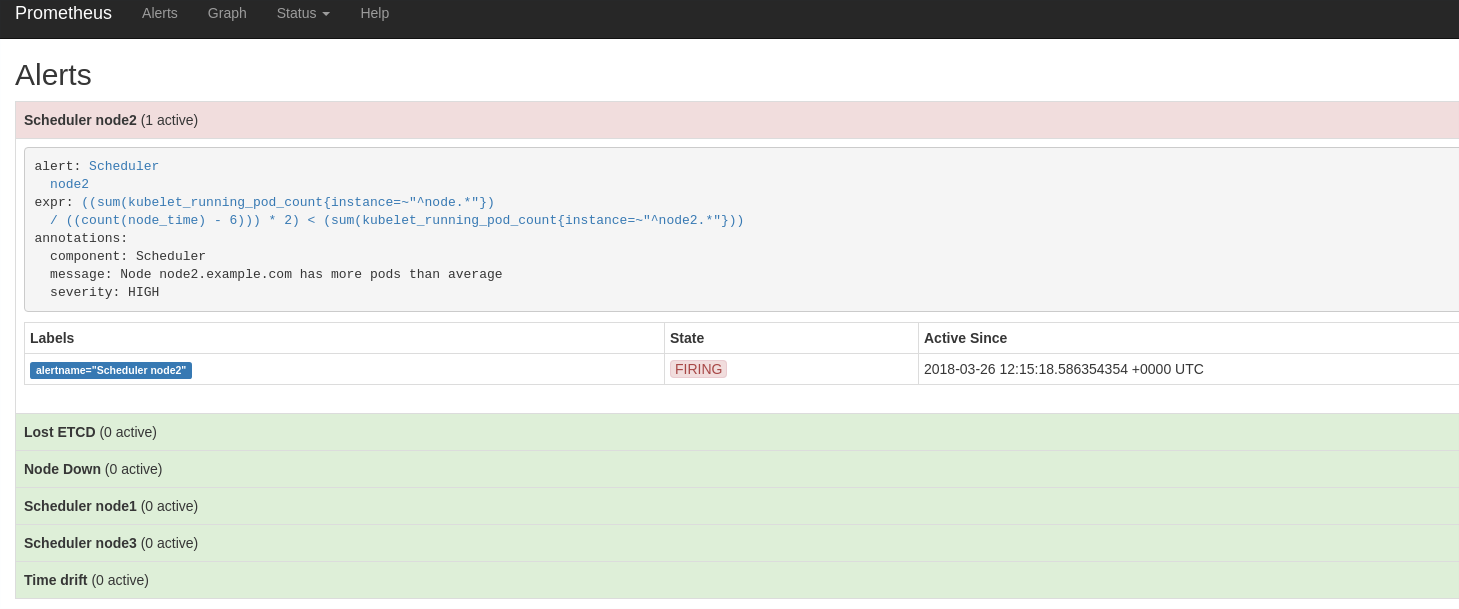 Prometheus Alerts Graph Status Help
Alerts
Scheduler node2 (1 active)
alert: Scheduler
  node2
expr: ((sum(kubelet_running_pod_count{instance=~"^node.*"})
  / ((count(node_time) - 6))) * 2) < (sum(kubelet_running_pod_count{instance=~"^node2.*"}))
annotations:
  component: Scheduler
  message: Node node2.example.com has more pods than average
  severity: HIGH
Labels State Active Since
alertname="Scheduler node2" FIRING 2018-03-26 12:15:18.586354354 +0000 UTC
Lost ETCD (0 active)
Node Down (0 active)
Scheduler node1 (0 active)
Scheduler node3 (0 active)
Time drift (0 active)